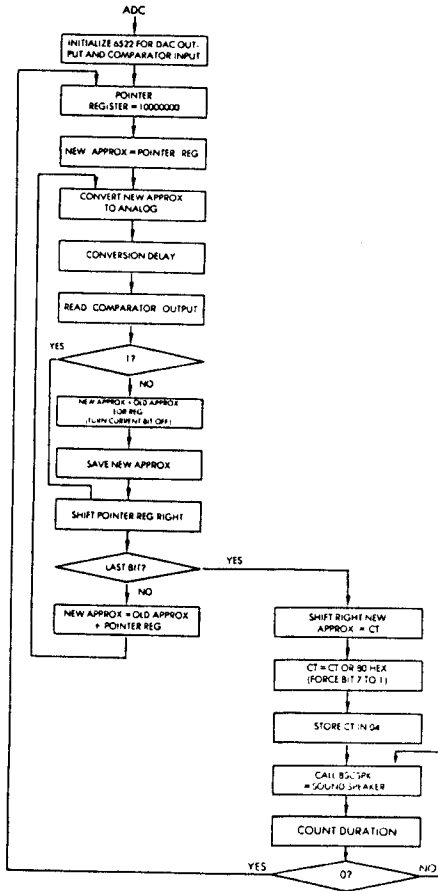 ADC
INITIALIZE 6522 FOR DAC OUT-
PUT AND COMPARATOR INPUT
POINTER
REGISTER = 10000000
NEW APPROX = POINTER REG
CONVERT NEW APPROX
TO ANALOG
CONVERSION DELAY
READ COMPARATOR OUTPUT
YES
1?
NO
NEW APPROX = OLD APPROX
EOR REG
(TURN CURRENT BIT OFF)
SAVE NEW APPROX
SHIFT POINTER REG RIGHT
LAST BIT?
YES
NO
NEW APPROX = OLD APPROX
+ POINTER REG
SHIFT RIGHT NEW
APPROX = CT
CT = CT OR 80 HEX
(FORCE BIT 7 TO 1)
STORE CT IN 04
CALL BSCSPK
= SOUND SPEAKER
COUNT DURATION
YES
0?
NO